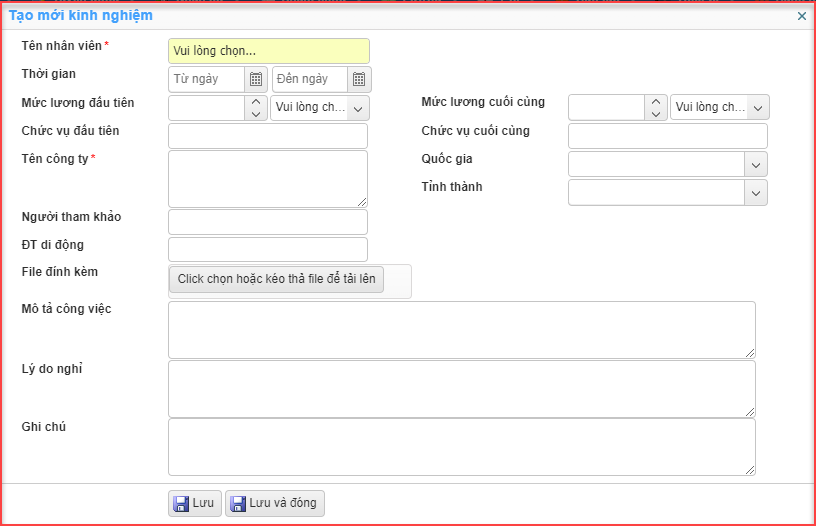 Tạo mới kinh nghiệm
Tên nhân viên * Vui lòng chọn...
Thời gian Từ ngày Đến ngày
Mức lương đầu tiên Vui lòng ch... Mức lương cuối cùng Vui lòng ch...
Chức vụ đầu tiên Chức vụ cuối cùng
Tên công ty * Quốc gia
Tỉnh thành
Người tham khảo
ĐT di động
File đính kèm Click chọn hoặc kéo thả file để tải lên
Mô tả công việc
Lý do nghỉ
Ghi chú
Lưu Lưu và đóng